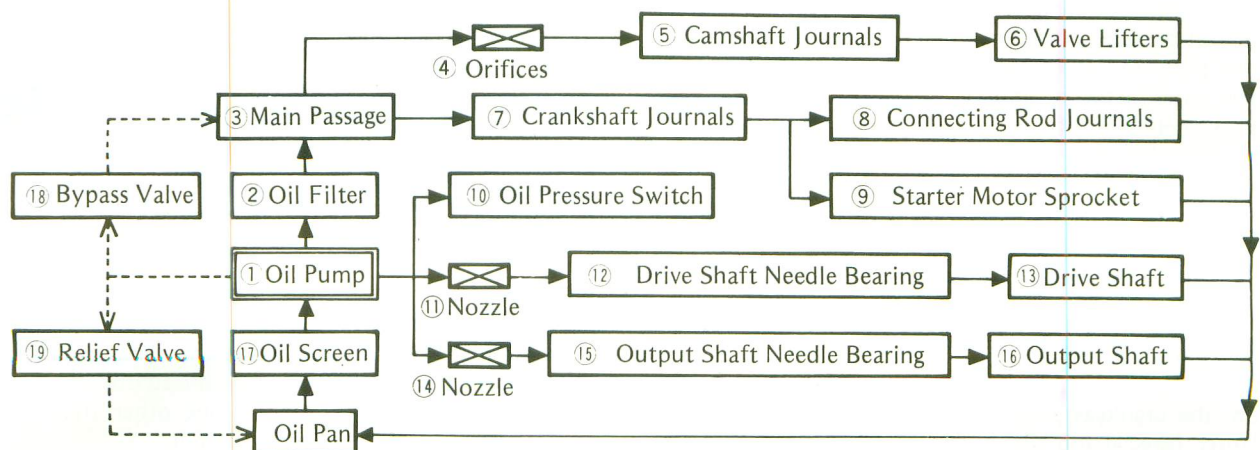 ⑤ Camshaft Journals
⑥ Valve Lifters
④ Orifices
③ Main Passage
⑦ Crankshaft Journals
⑧ Connecting Rod Journals
⑱ Bypass Valve
② Oil Filter
⑩ Oil Pressure Switch
⑨ Starter Motor Sprocket
① Oil Pump
⑫ Drive Shaft Needle Bearing
⑬ Drive Shaft
⑪ Nozzle
⑲ Relief Valve
⑰ Oil Screen
⑮ Output Shaft Needle Bearing
⑯ Output Shaft
⑭ Nozzle
Oil Pan